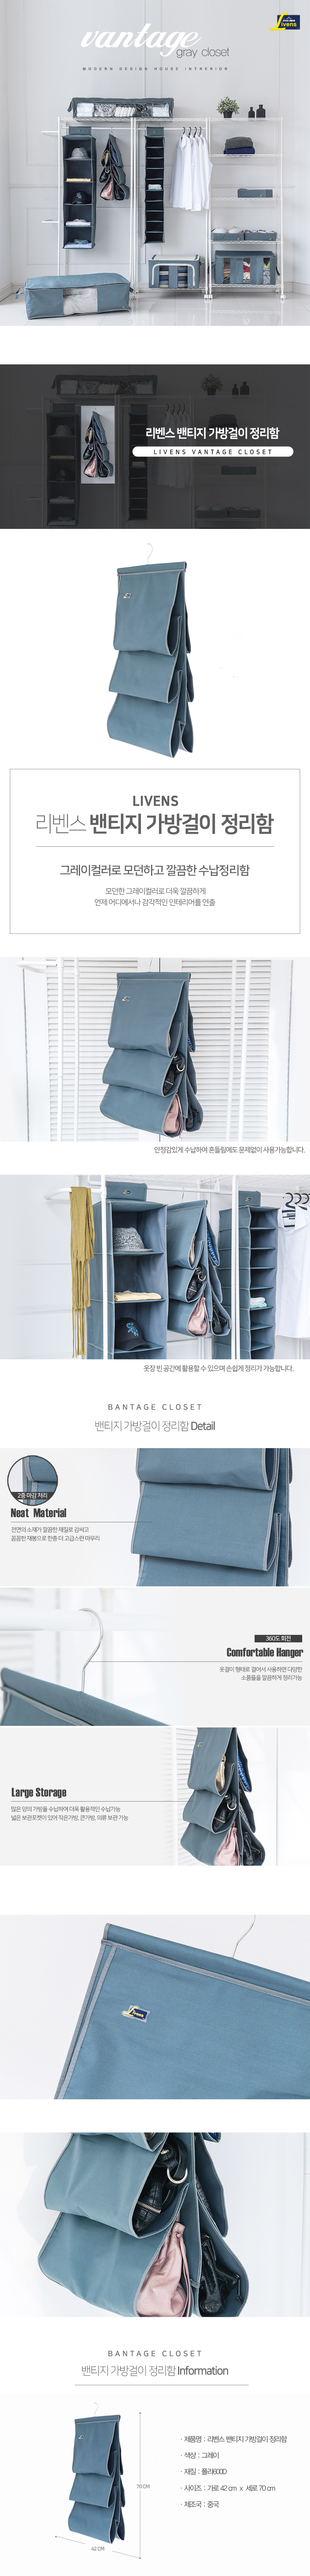 vantage
gray closet
MODERN DESIGN HOUSE INTRERIOR
Livens
리벤스 밴티지 가방걸이 정리함
LIVENS VANTAGE CLOSET
LIVENS
리벤스 밴티지 가방걸이 정리함
그레이컬러로 모던하고 깔끔한 수납정리함
모던한 그레이컬러로 더욱 깔끔하게
언제 어디에서나 감각적인 인테리어를 연출
안정감있게 수납하여 흔들림에도 문제없이 사용가능합니다.
옷장 빈 공간에 활용할 수 있으며 손쉽게 정리가 가능합니다.
BANTAGE CLOSET
밴티지 가방걸이 정리함 Detail
2중 마감 처리
Neat Material
전면의 소재가 깔끔한 재질로 감싸고
꼼꼼한 재봉으로 한층 더 고급스런 마무리
360도 회전
Comfortable Hanger
옷걸이 형태로 걸어서 사용하면 다양한
소품들을 깔끔하게 정리가능
Large Storage
많은 양의 가방을 수납하여 더욱 활용적인 수납가능
넓은 보관포켓이 있어 작은가방, 큰가방, 의류 보관 가능
Livens
BANTAGE CLOSET
밴티지 가방걸이 정리함 Information
· 제품명 : 리벤스 밴티지 가방걸이 정리함
· 색상 : 그레이
· 재질 : 폴리600D
· 사이즈 : 가로 42 cm x 세로 70 cm
· 제조국 : 중국
70 CM
42 CM